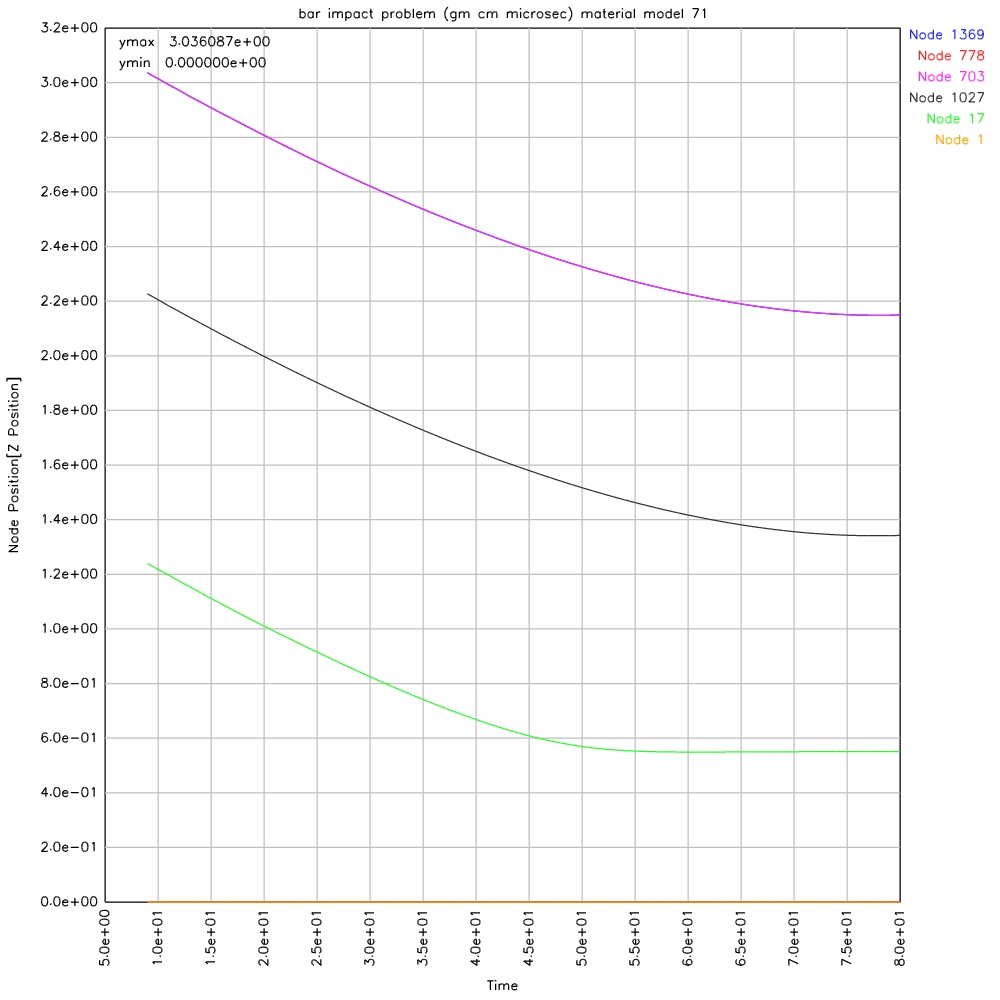 bar impact problem (gm cm microsec) material model 71
ymax 3.036087e+00
ymin 0.000000e+00
Node 1369
Node 778
Node 703
Node 1027
Node 17
Node 1
Node Position[Z Position]
3.2e+00
3.0e+00
2.8e+00
2.6e+00
2.4e+00
2.2e+00
2.0e+00
1.8e+00
1.6e+00
1.4e+00
1.2e+00
1.0e+00
8.0e−01
6.0e−01
4.0e−01
2.0e−01
0.0e+00
5.0e+00
1.0e+01
1.5e+01
2.0e+01
2.5e+01
3.0e+01
3.5e+01
4.0e+01
4.5e+01
5.0e+01
5.5e+01
6.0e+01
6.5e+01
7.0e+01
7.5e+01
8.0e+01
Time